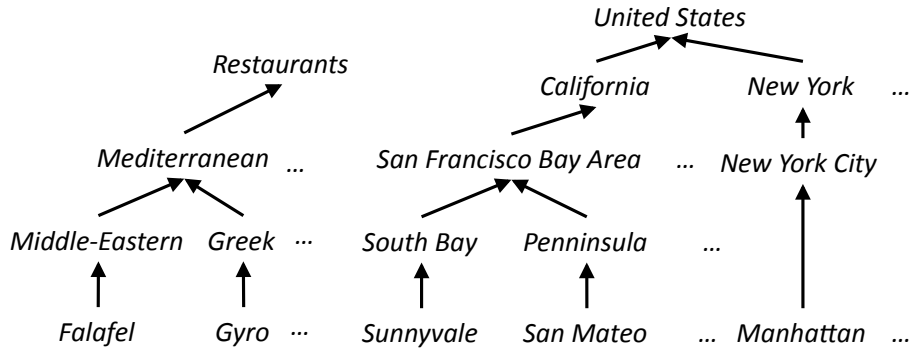 United States
Restaurants
California
New York ...
Mediterranean ...
San Francisco Bay Area ...
New York City
Middle-Eastern
Greek ...
South Bay
Penninsula ...
Falafel
Gyro ...
Sunnyvale
San Mateo ...
Manhattan ...